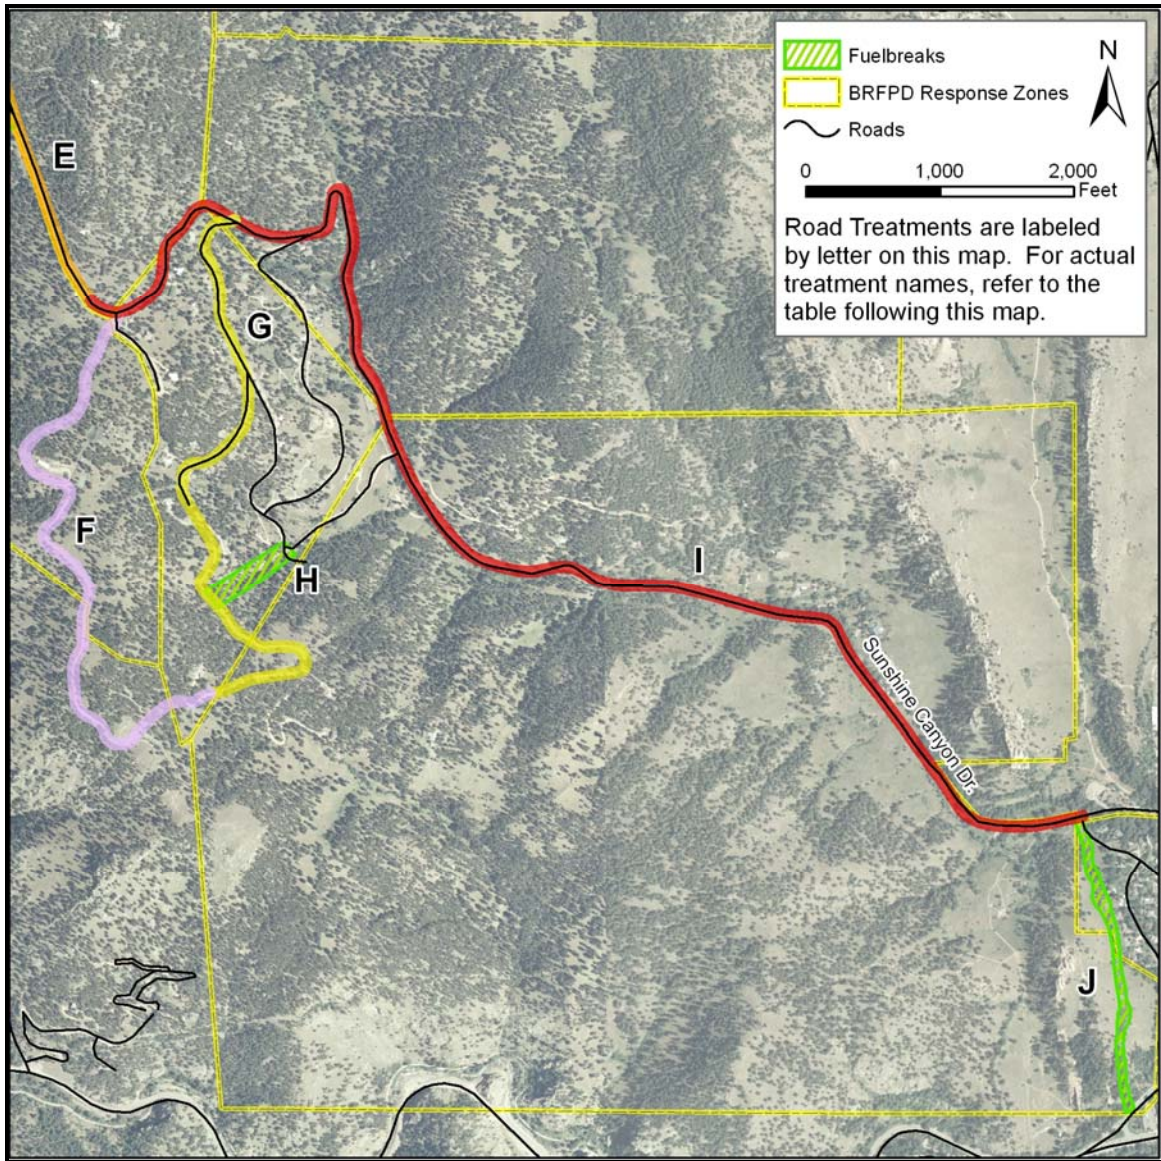 Fuelbreaks
BRFPD Response Zones
Roads
N
0 1,000 2,000
Feet
Road Treatments are labeled
by letter on this map. For actual
treatment names, refer to the
table following this map.
E
G
F
H
I
Sunshine Canyon Dr.
J